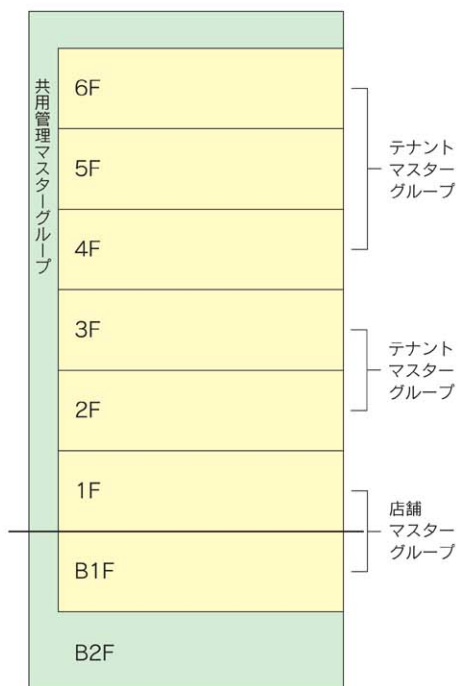 共用管理マスターグループ
6F
5F
4F
3F
2F
1F
B1F
B2F
テナント
マスター
グループ
テナント
マスター
グループ
店舗
マスター
グループ